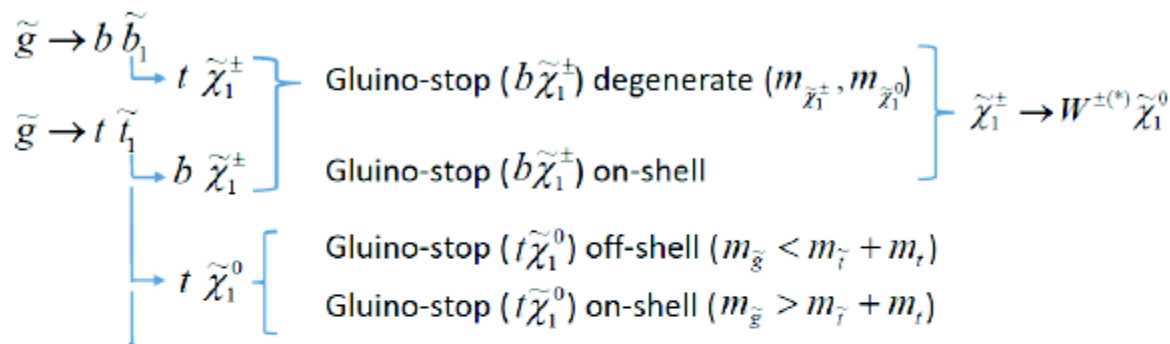 g̃ → b b̃₁
t χ̃₁± Gluino-stop (bχ̃₁±) degenerate (m_χ̃₁±, m_χ̃₁⁰) χ̃₁± → W±(*) χ̃₁⁰
g̃ → t t̃₁
b χ̃₁± Gluino-stop (bχ̃₁±) on-shell
Gluino-stop (tχ̃₁⁰) off-shell (m_g̃ < m_t̃ + m_t)
t χ̃₁⁰
Gluino-stop (tχ̃₁⁰) on-shell (m_g̃ > m_t̃ + m_t)